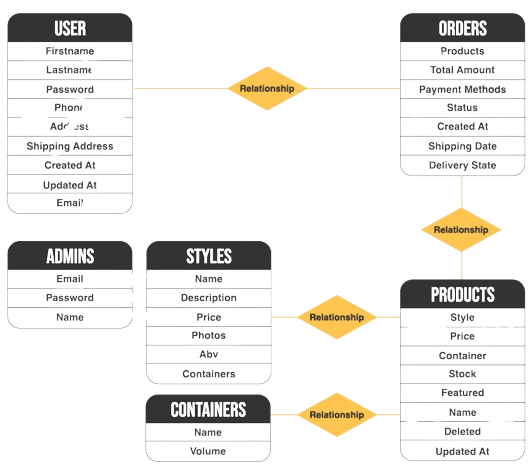 USER
Firstname
Lastname
Password
Phone
Address
Shipping Address
Created At
Updated At
Email
Relationship
ORDERS
Products
Total Amount
Payment Methods
Status
Created At
Shipping Date
Delivery State
Relationship
ADMINS
Email
Password
Name
STYLES
Name
Description
Price
Photos
Abv
Containers
Relationship
PRODUCTS
Style
Price
Container
Stock
Featured
Name
Deleted
Updated At
CONTAINERS
Name
Volume
Relationship